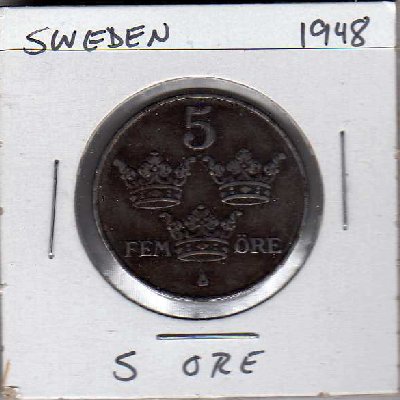 SWEDEN 1948
5
FEM ÖRE
5 ORE